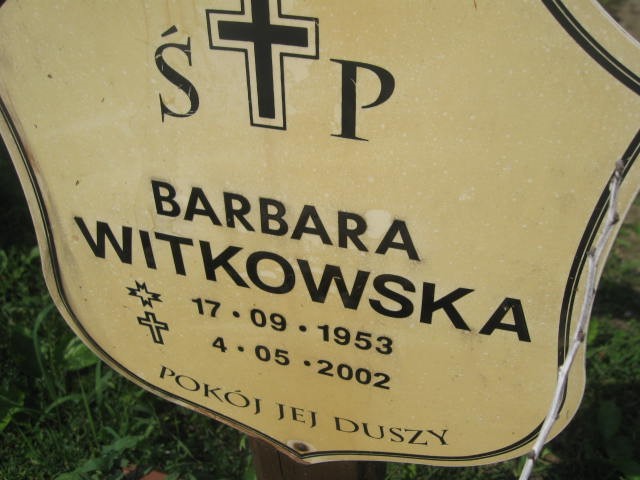 Ś P
BARBARA
WITKOWSKA
17·09·1953
4·05·2002
POKÓJ JEJ DUSZY